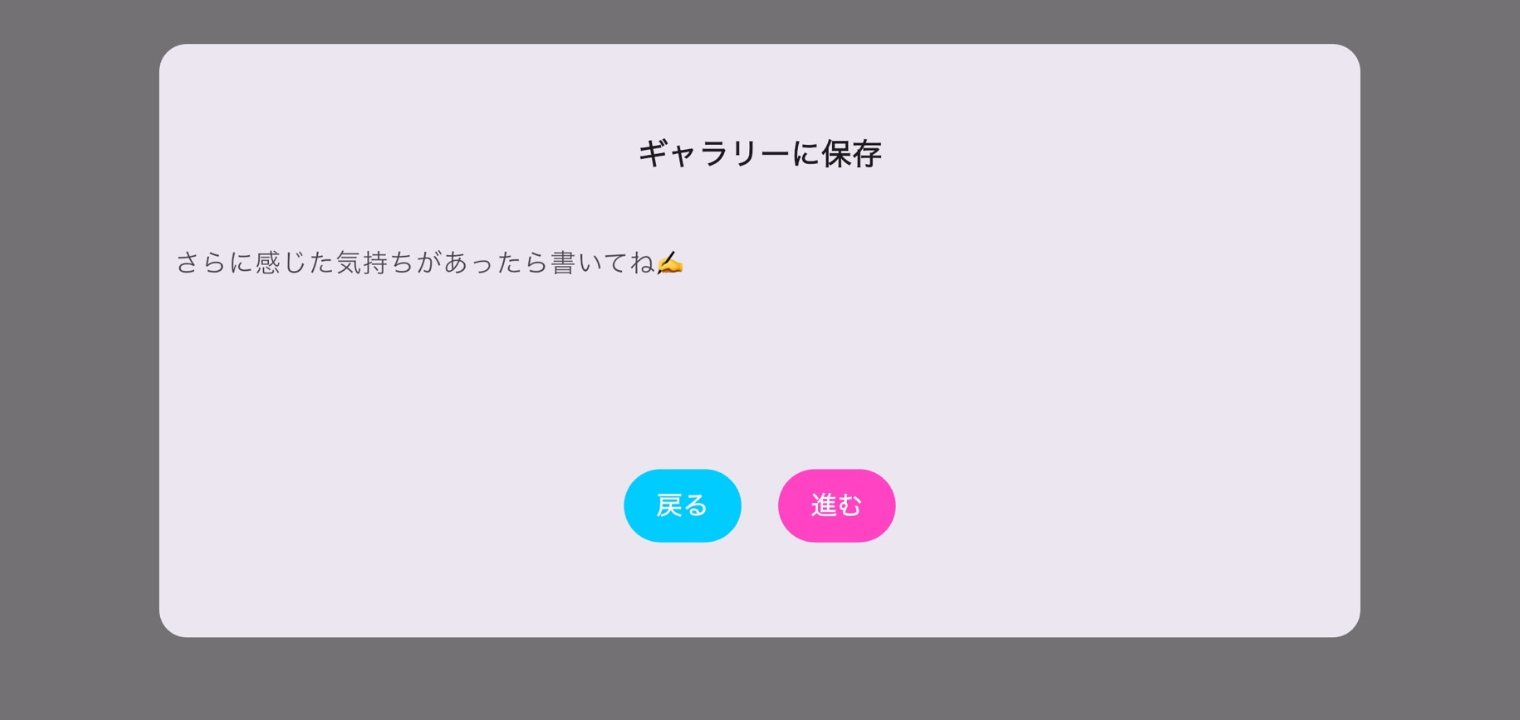 ギャラリーに保存
さらに感じた気持ちがあったら書いてね✍️
戻る
進む